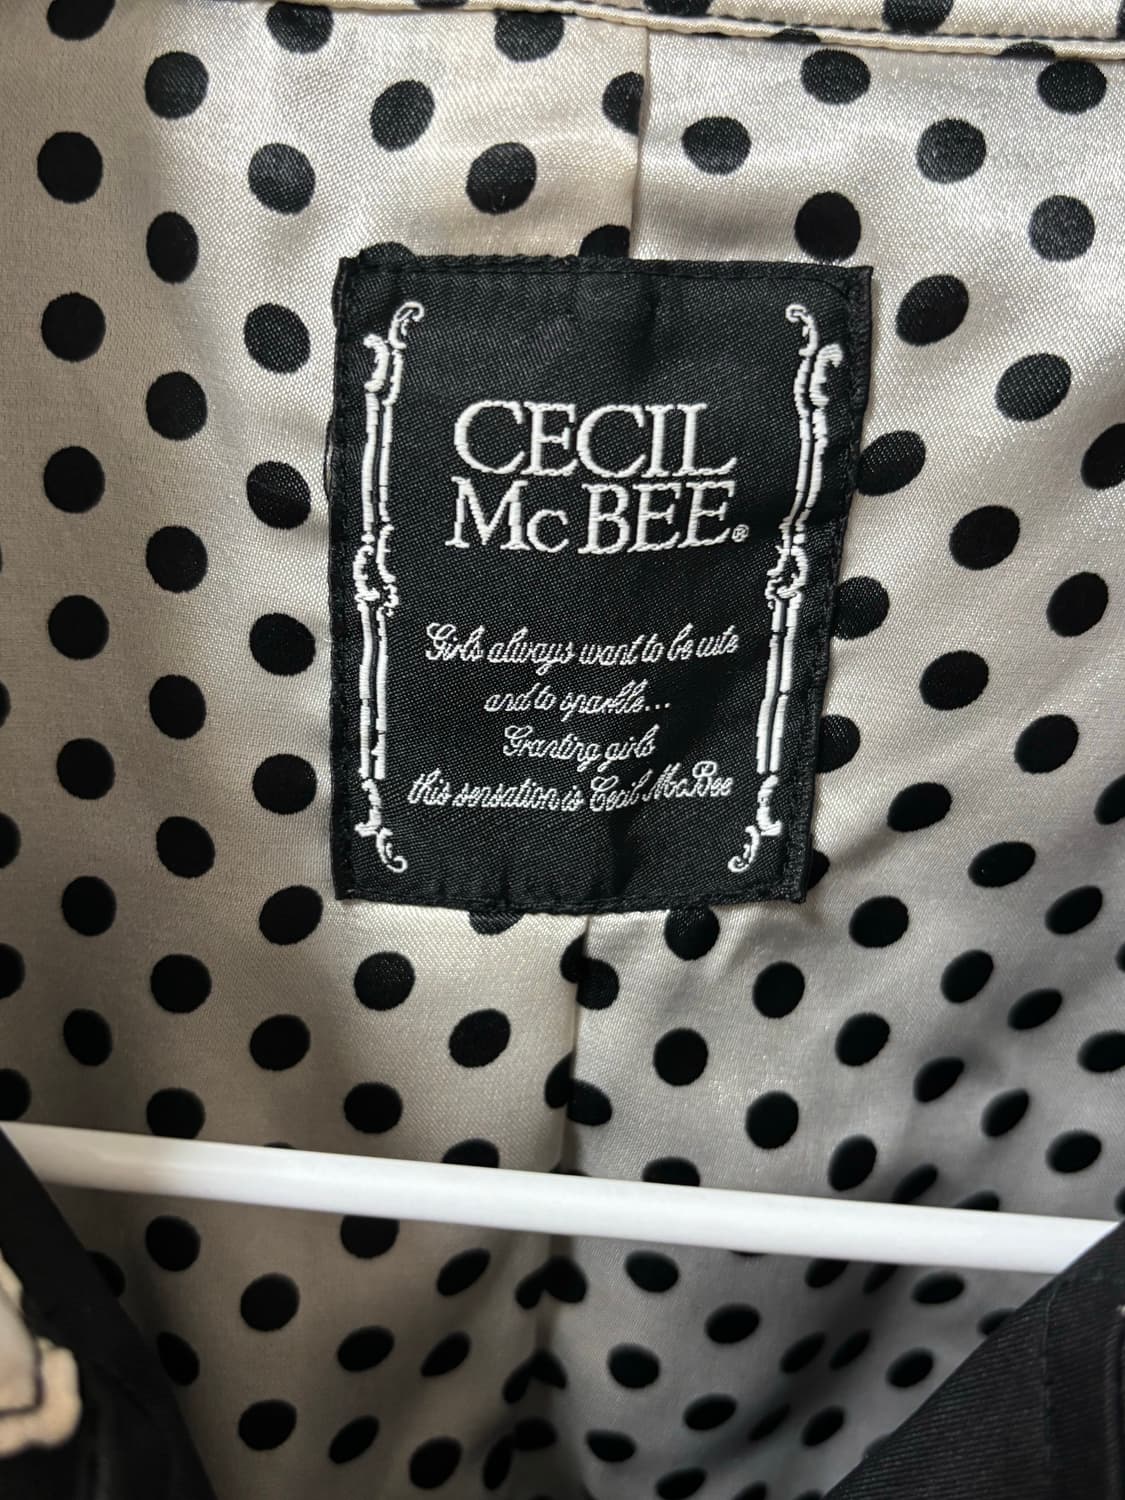 CECIL
McBEE®
Girls always want to be cute
and to sparkle...
Granting girls
this sensation is Cecil McBee